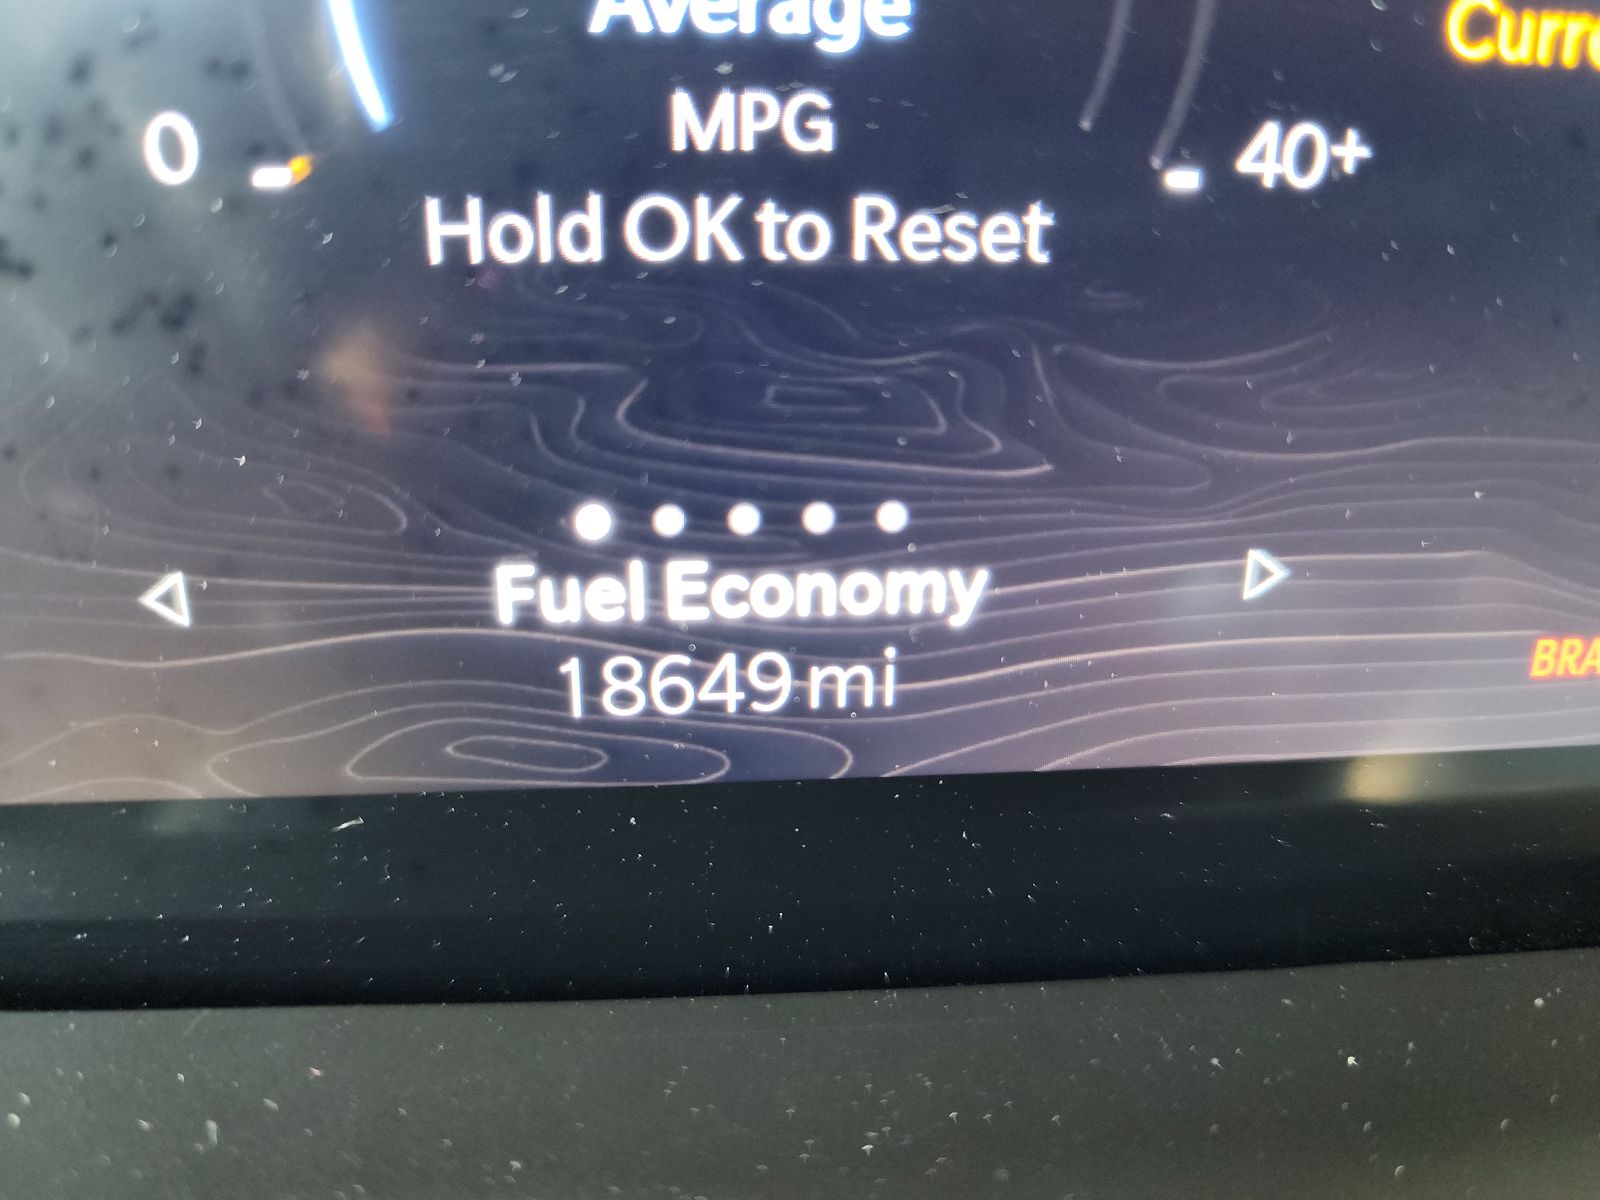 Average
MPG
0
40+
Hold OK to Reset
Fuel Economy
18649 mi